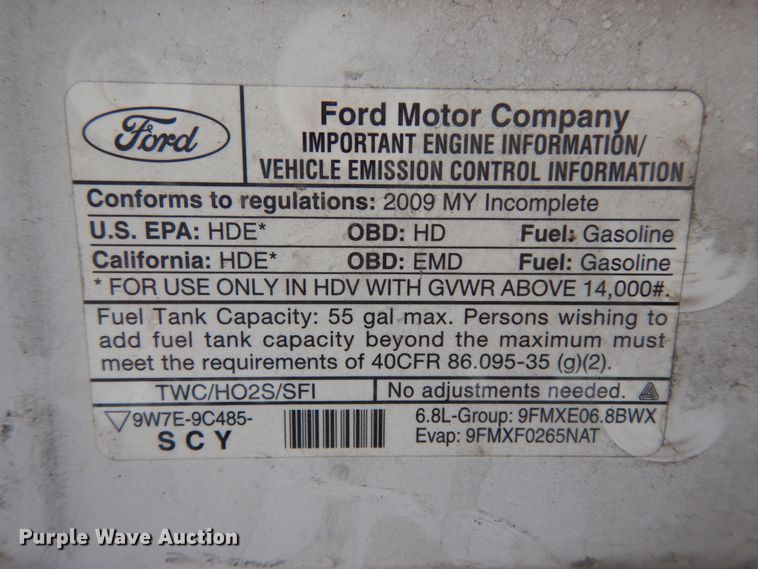 Ford
Ford Motor Company
IMPORTANT ENGINE INFORMATION/
VEHICLE EMISSION CONTROL INFORMATION
Conforms to regulations: 2009 MY Incomplete
U.S. EPA: HDE* OBD: HD Fuel: Gasoline
California: HDE* OBD: EMD Fuel: Gasoline
* FOR USE ONLY IN HDV WITH GVWR ABOVE 14,000#.
Fuel Tank Capacity: 55 gal max. Persons wishing to
add fuel tank capacity beyond the maximum must
meet the requirements of 40CFR 86.095-35 (g)(2).
TWC/HO2S/SFI No adjustments needed.
9W7E-9C485- 6.8L-Group: 9FMXE06.8BWX
SCY Evap: 9FMXF0265NAT
Purple Wave Auction